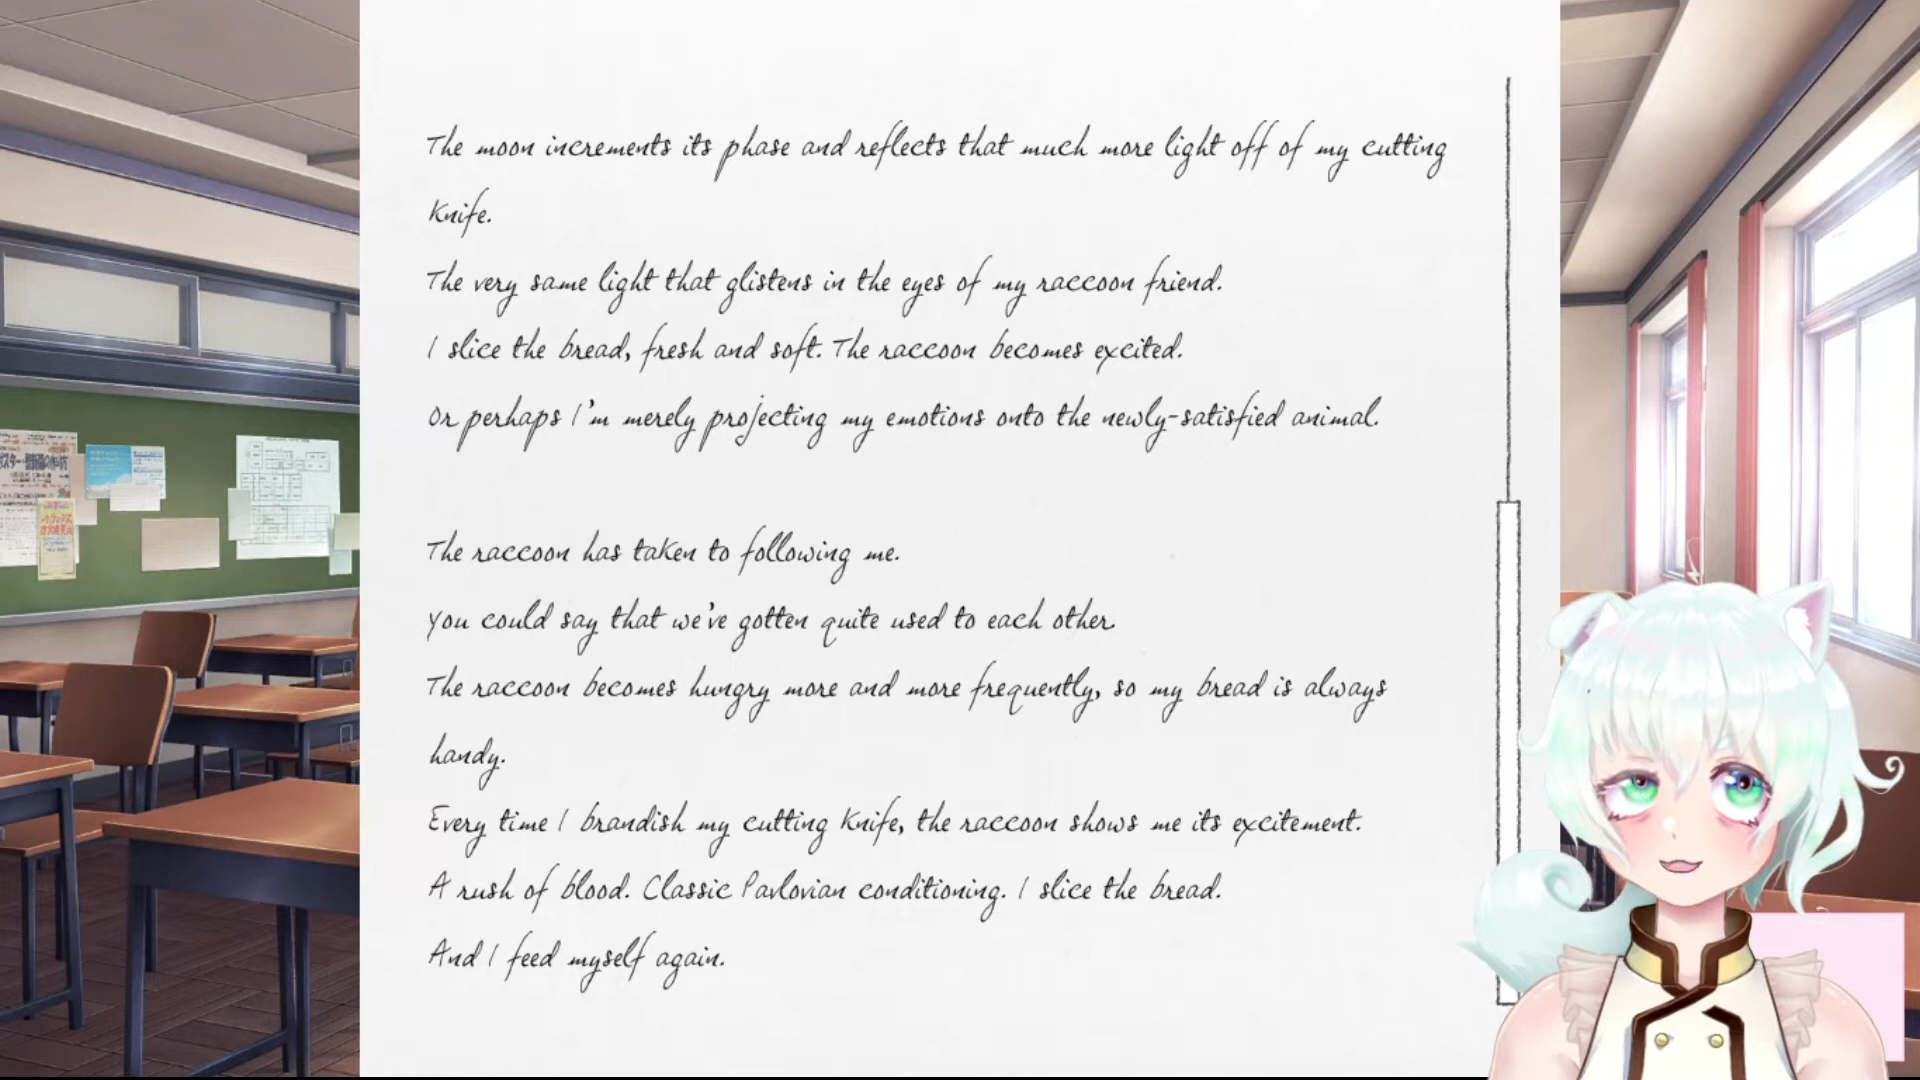 The moon increments its phase and reflects that much more light off of my cutting
knife.
The very same light that glistens in the eyes of my raccoon friend.
I slice the bread, fresh and soft. The raccoon becomes excited.
Or perhaps I'm merely projecting my emotions onto the newly-satisfied animal.
The raccoon has taken to following me.
You could say that we've gotten quite used to each other.
The raccoon becomes hungry more and more frequently, so my bread is always
handy.
Every time I brandish my cutting knife, the raccoon shows me its excitement.
A rush of blood. Classic Pavlovian conditioning. I slice the bread.
And I feed myself again.